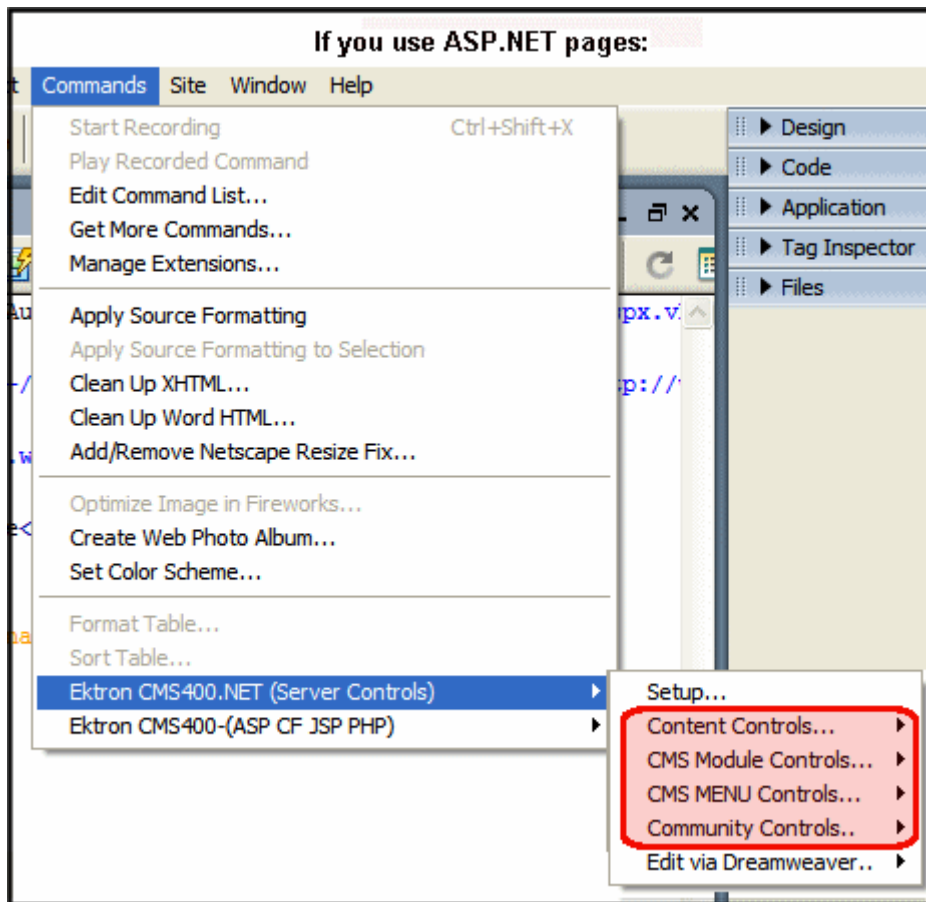 If you use ASP.NET pages:
Commands Site Window Help
Start Recording Ctrl+Shift+X
Play Recorded Command
Edit Command List...
Get More Commands...
Manage Extensions...
Apply Source Formatting
Apply Source Formatting to Selection
Clean Up XHTML...
Clean Up Word HTML...
Add/Remove Netscape Resize Fix...
Optimize Image in Fireworks...
Create Web Photo Album...
Set Color Scheme...
Format Table...
Sort Table...
Ektron CMS400.NET (Server Controls)
Ektron CMS400-(ASP CF JSP PHP)
Setup...
Content Controls...
CMS Module Controls...
CMS MENU Controls...
Community Controls..
Edit via Dreamweaver..
Design
Code
Application
Tag Inspector
Files